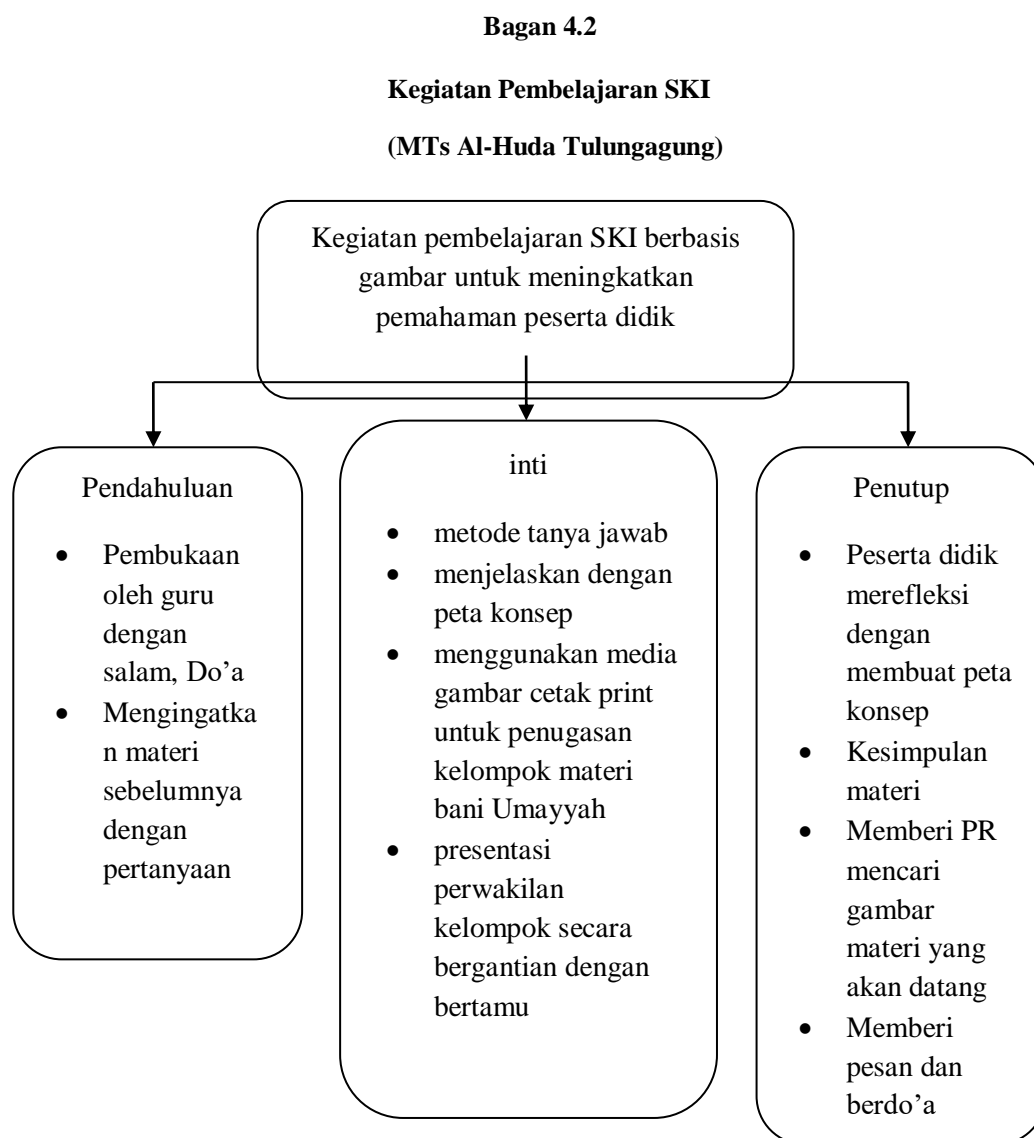 Bagan 4.2
Kegiatan Pembelajaran SKI
(MTs Al-Huda Tulungagung)
Kegiatan pembelajaran SKI berbasis
gambar untuk meningkatkan
pemahaman peserta didik
Pendahuluan
• Pembukaan
oleh guru
dengan
salam, Do’a
• Mengingatka
n materi
sebelumnya
dengan
pertanyaan
inti
• metode tanya jawab
• menjelaskan dengan
peta konsep
• menggunakan media
gambar cetak print
untuk penugasan
kelompok materi
bani Umayyah
• presentasi
perwakilan
kelompok secara
bergantian dengan
bertamu
Penutup
• Peserta didik
merefleksi
dengan
membuat peta
konsep
• Kesimpulan
materi
• Memberi PR
mencari
gambar
materi yang
akan datang
• Memberi
pesan dan
berdo’a